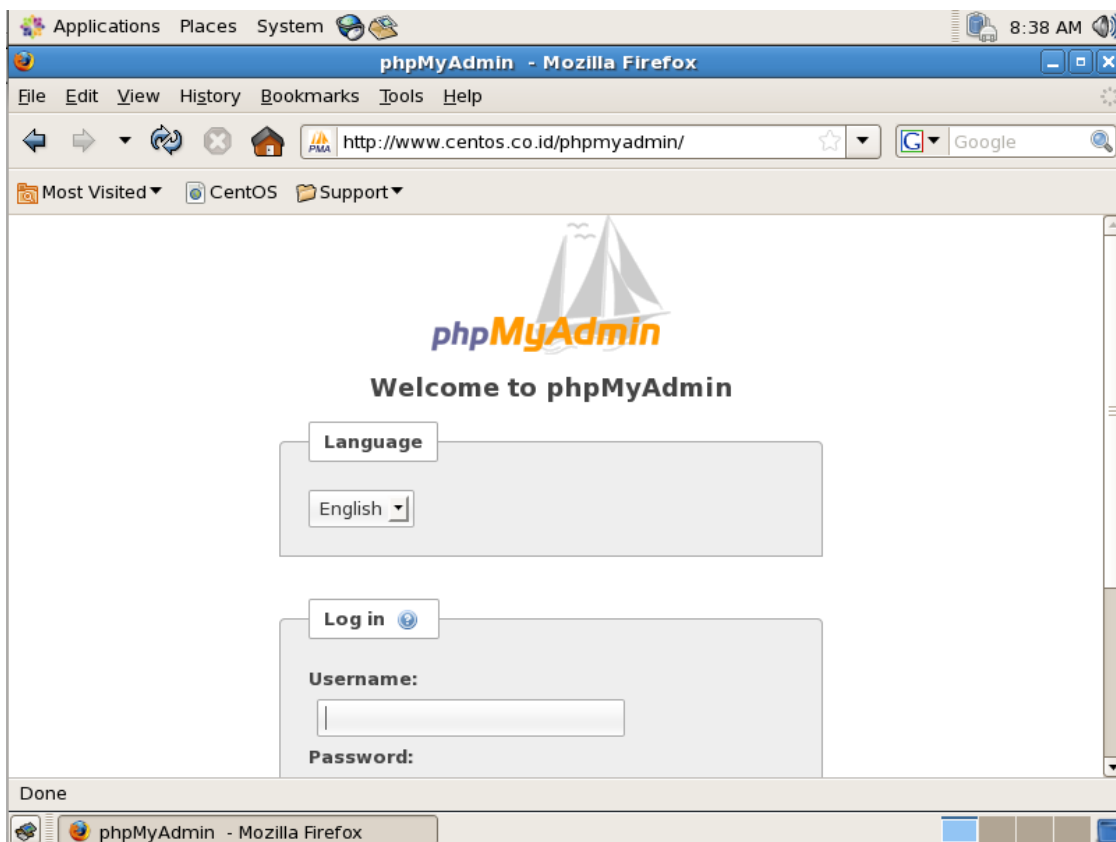 Applications Places System 8:38 AM
phpMyAdmin - Mozilla Firefox
File Edit View History Bookmarks Tools Help
PMA http://www.centos.co.id/phpmyadmin/ G Google
Most Visited CentOS Support
phpMyAdmin
Welcome to phpMyAdmin
Language
English
Log in
Username:
Password:
Done
phpMyAdmin - Mozilla Firefox